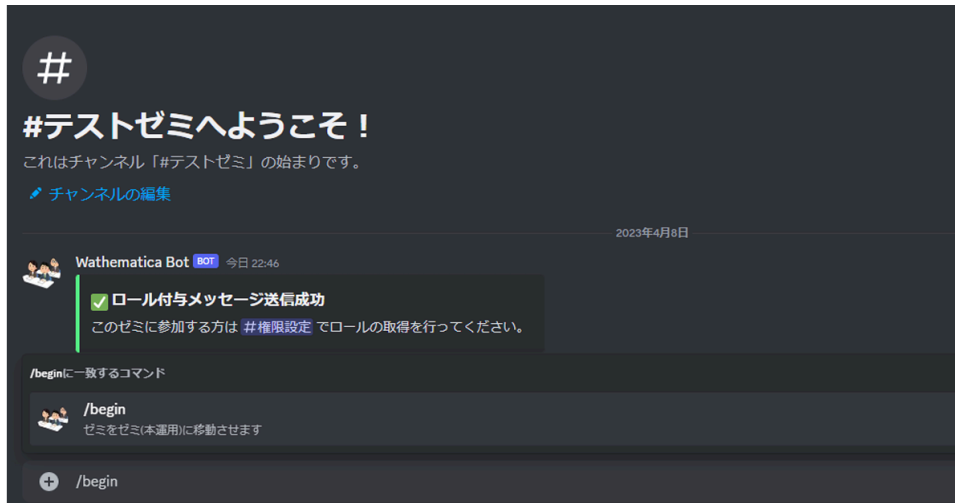 #テストゼミへようこそ！
これはチャンネル「#テストゼミ」の始まりです。
チャンネルの編集
2023年4月8日
Wathematica Bot BOT 今日 22:46
✅ ロール付与メッセージ送信成功
このゼミに参加する方は #権限設定 でロールの取得を行ってください。
/beginに一致するコマンド
/begin
ゼミをゼミ(本運用)に移動させます
/begin